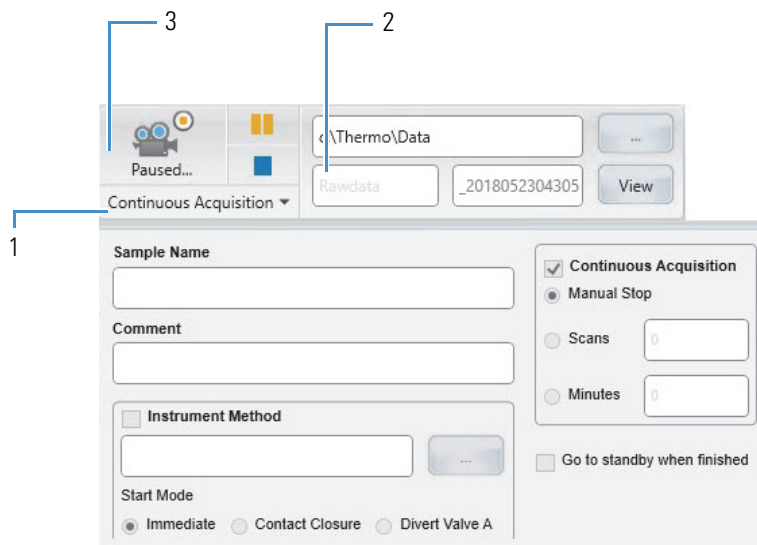 3
2
c:\Thermo\Data
...
Paused...
Rawdata
_2018052304305
View
Continuous Acquisition
1
Sample Name
Continuous Acquisition
Manual Stop
Comment
Scans
0
Minutes
0
Instrument Method
...
Go to standby when finished
Start Mode
Immediate
Contact Closure
Divert Valve A